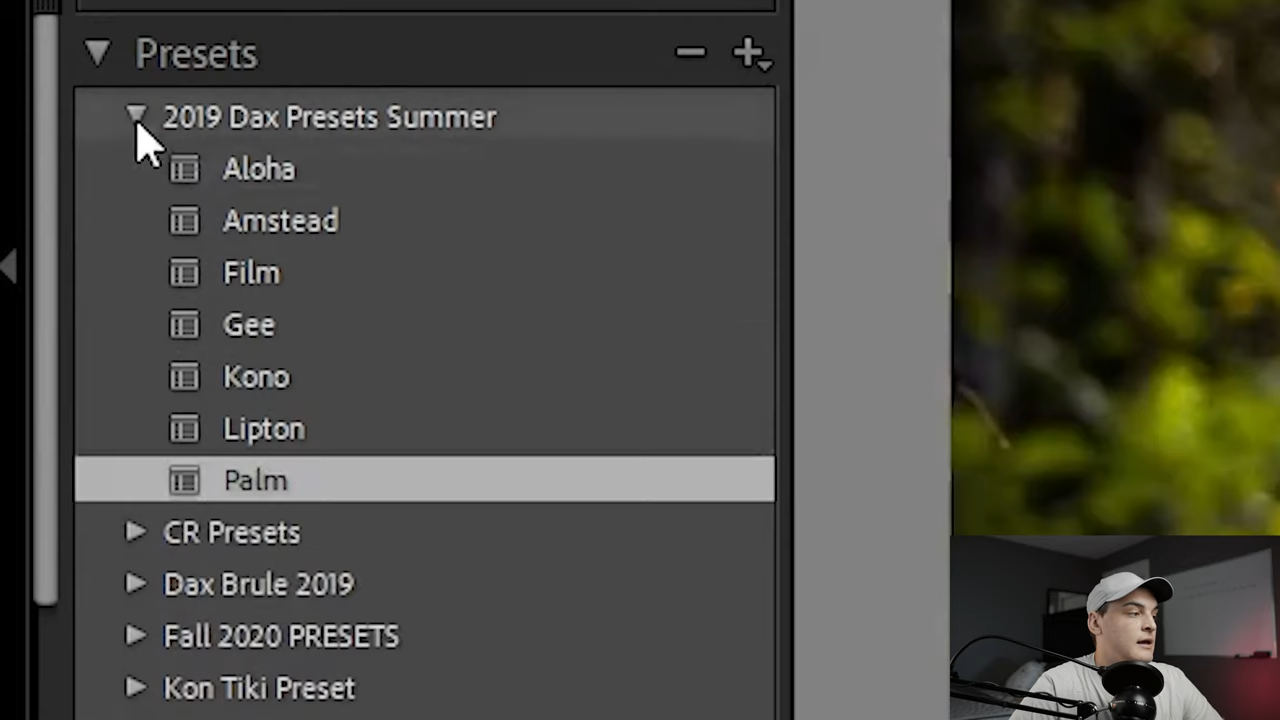 Presets
2019 Dax Presets Summer
Aloha
Amstead
Film
Gee
Kono
Lipton
Palm
CR Presets
Dax Brule 2019
Fall 2020 PRESETS
Kon Tiki Preset